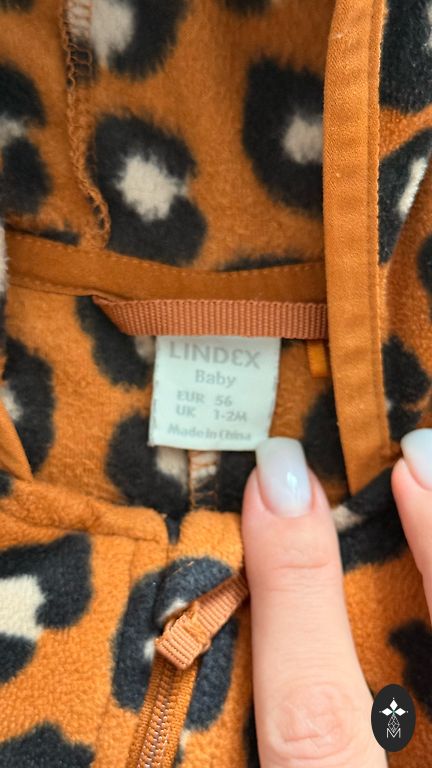 LINDEX
Baby
EUR 56
UK 1-2M
Made in China
M